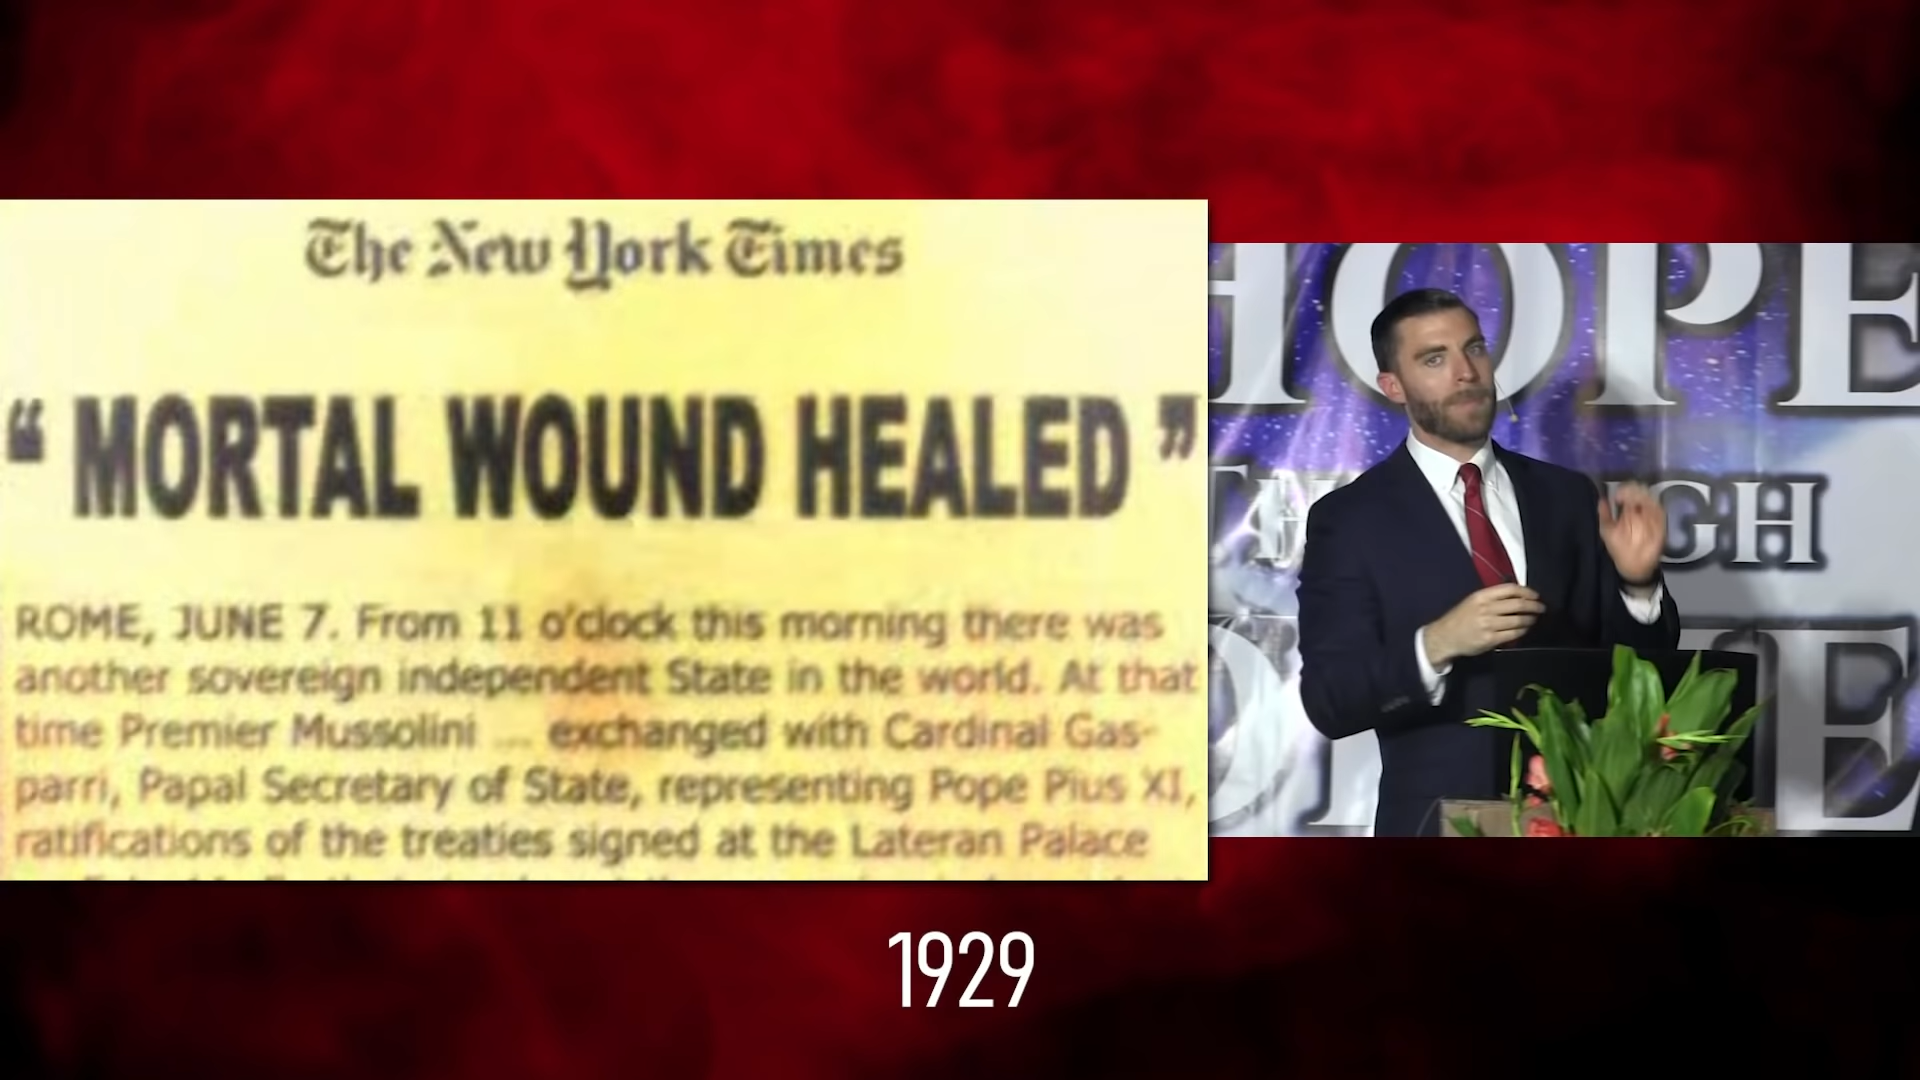 The New York Times
“ MORTAL WOUND HEALED ”
ROME, JUNE 7. From 11 o’clock this morning there was
another sovereign independent State in the world. At that
time Premier Mussolini ... exchanged with Cardinal Gas-
parri, Papal Secretary of State, representing Pope Pius XI,
ratifications of the treaties signed at the Lateran Palace
HOPE
1929